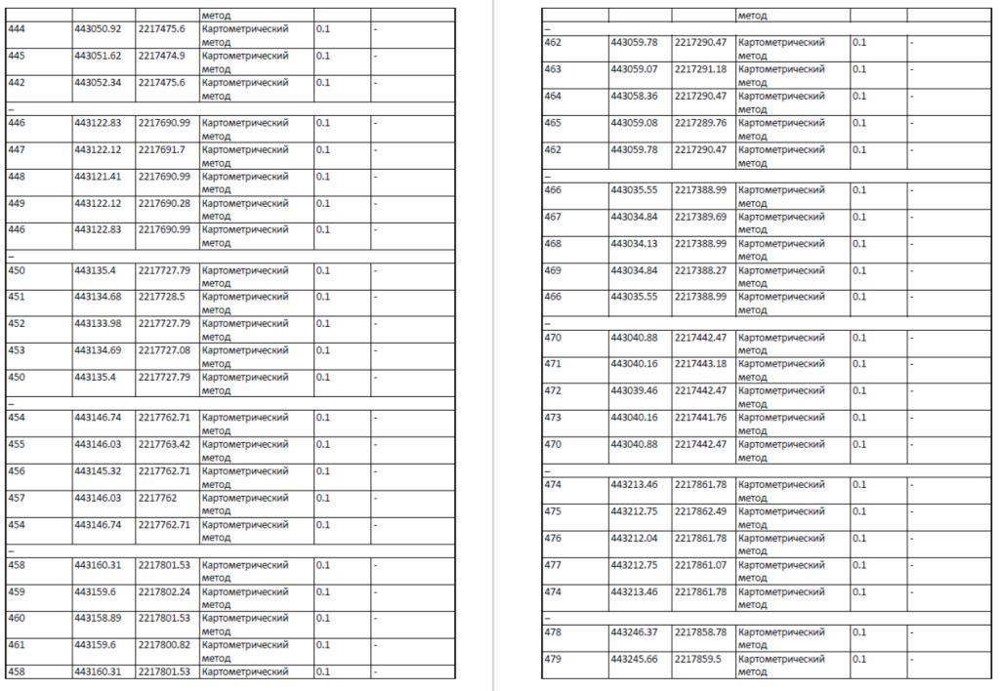 метод
444 443050.92 2217475.6 Картометрический 0.1 -
метод
445 443051.62 2217474.9 Картометрический 0.1 -
метод
442 443052.34 2217475.6 Картометрический 0.1 -
метод
–
446 443122.83 2217690.99 Картометрический 0.1 -
метод
447 443122.12 2217691.7 Картометрический 0.1 -
метод
448 443121.41 2217690.99 Картометрический 0.1 -
метод
449 443122.12 2217690.28 Картометрический 0.1 -
метод
446 443122.83 2217690.99 Картометрический 0.1 -
метод
–
450 443135.4 2217727.79 Картометрический 0.1 -
метод
451 443134.68 2217728.5 Картометрический 0.1 -
метод
452 443133.98 2217727.79 Картометрический 0.1 -
метод
453 443134.69 2217727.08 Картометрический 0.1 -
метод
450 443135.4 2217727.79 Картометрический 0.1 -
метод
–
454 443146.74 2217762.71 Картометрический 0.1 -
метод
455 443146.03 2217763.42 Картометрический 0.1 -
метод
456 443145.32 2217762.71 Картометрический 0.1 -
метод
457 443146.03 2217762 Картометрический 0.1 -
метод
454 443146.74 2217762.71 Картометрический 0.1 -
метод
–
458 443160.31 2217801.53 Картометрический 0.1 -
метод
459 443159.6 2217802.24 Картометрический 0.1 -
метод
460 443158.89 2217801.53 Картометрический 0.1 -
метод
461 443159.6 2217800.82 Картометрический 0.1 -
метод
458 443160.31 2217801.53 Картометрический 0.1 -
метод
–
462 443059.78 2217290.47 Картометрический 0.1 -
метод
463 443059.07 2217291.18 Картометрический 0.1 -
метод
464 443058.36 2217290.47 Картометрический 0.1 -
метод
465 443059.08 2217289.76 Картометрический 0.1 -
метод
462 443059.78 2217290.47 Картометрический 0.1 -
метод
–
466 443035.55 2217388.99 Картометрический 0.1 -
метод
467 443034.84 2217389.69 Картометрический 0.1 -
метод
468 443034.13 2217388.99 Картометрический 0.1 -
метод
469 443034.84 2217388.27 Картометрический 0.1 -
метод
466 443035.55 2217388.99 Картометрический 0.1 -
метод
–
470 443040.88 2217442.47 Картометрический 0.1 -
метод
471 443040.16 2217443.18 Картометрический 0.1 -
метод
472 443039.46 2217442.47 Картометрический 0.1 -
метод
473 443040.16 2217441.76 Картометрический 0.1 -
метод
470 443040.88 2217442.47 Картометрический 0.1 -
метод
–
474 443213.46 2217861.78 Картометрический 0.1 -
метод
475 443212.75 2217862.49 Картометрический 0.1 -
метод
476 443212.04 2217861.78 Картометрический 0.1 -
метод
477 443212.75 2217861.07 Картометрический 0.1 -
метод
474 443213.46 2217861.78 Картометрический 0.1 -
метод
–
478 443246.37 2217858.78 Картометрический 0.1 -
метод
479 443245.66 2217859.5 Картометрический 0.1 -
метод